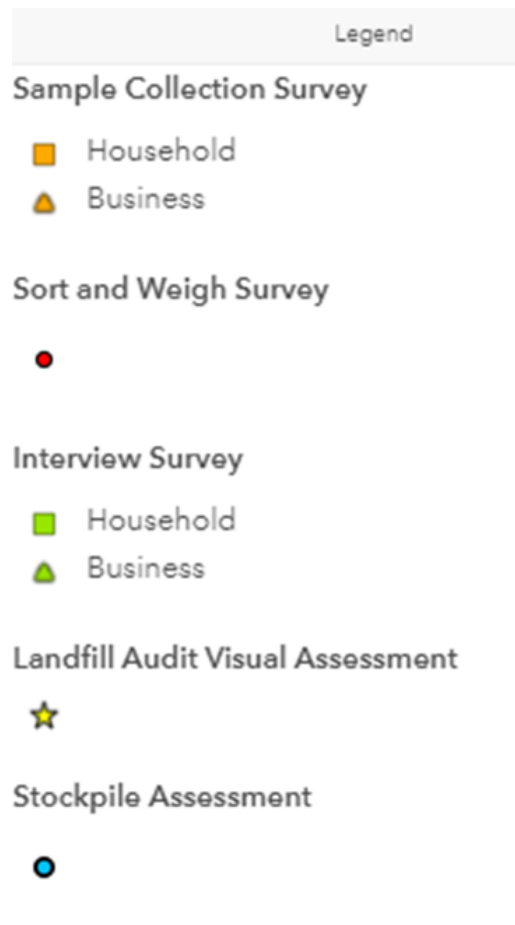 Legend
Sample Collection Survey
Household
Business
Sort and Weigh Survey
Interview Survey
Household
Business
Landfill Audit Visual Assessment
Stockpile Assessment